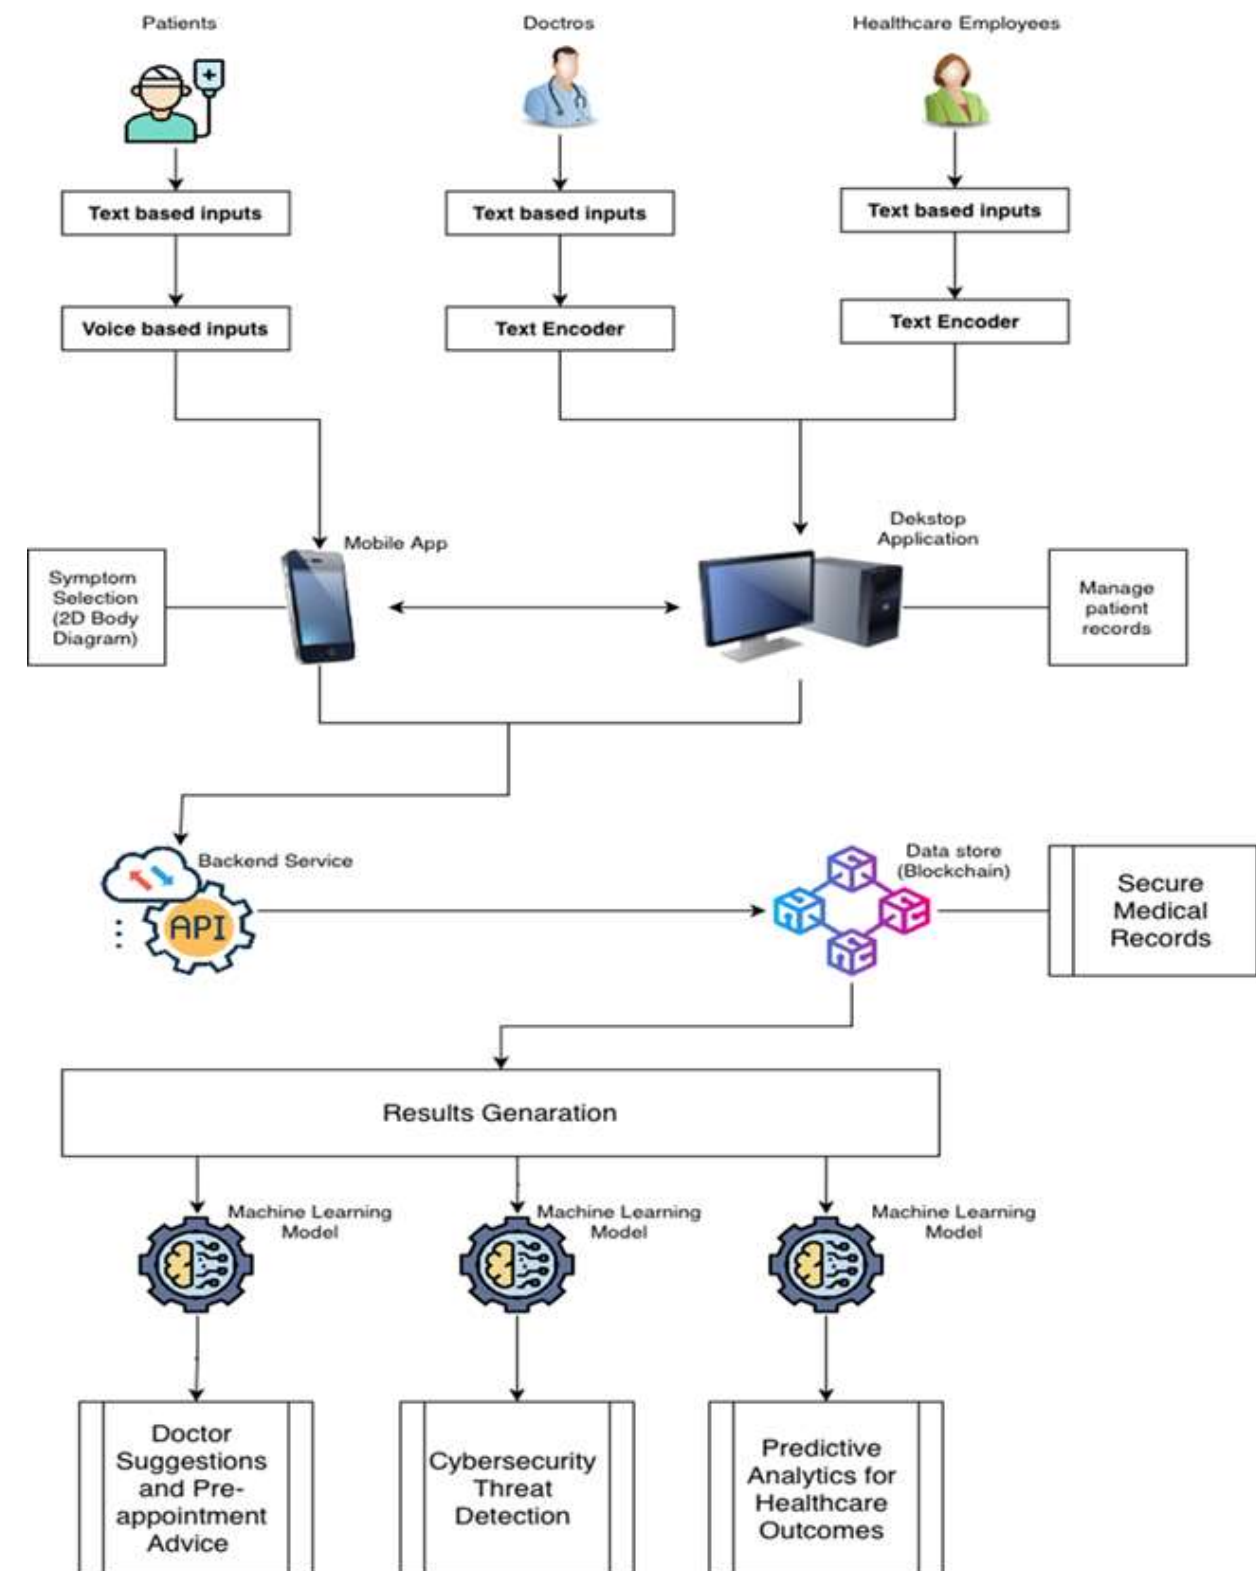 Patients
Doctros
Healthcare Employees
Text based inputs
Text based inputs
Text based inputs
Voice based inputs
Text Encoder
Text Encoder
Mobile App
Dekstop
Application
Symptom
Selection
(2D Body
Diagram)
Manage
patient
records
Backend Service
API
Data store
(Blockchain)
Secure
Medical
Records
Results Genaration
Machine Learning
Model
Machine Learning
Model
Machine Learning
Model
Doctor
Suggestions
and Pre-
appointment
Advice
Cybersecurity
Threat
Detection
Predictive
Analytics for
Healthcare
Outcomes